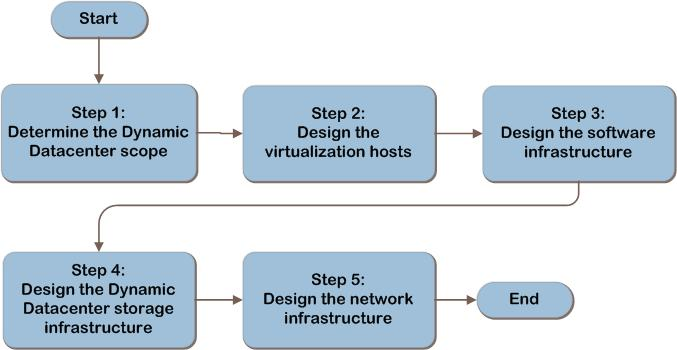 Start
Step 1:
Determine the Dynamic
Datacenter scope
Step 2:
Design the
virtualization hosts
Step 3:
Design the software
infrastructure
Step 4:
Design the Dynamic
Datacenter storage
infrastructure
Step 5:
Design the network
infrastructure
End